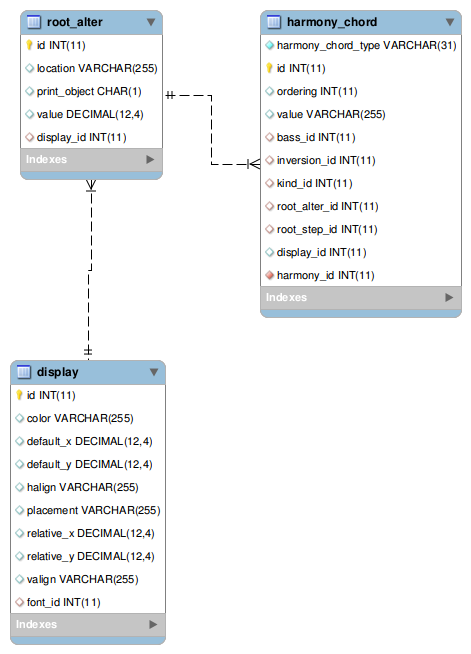 root_alter
id INT(11)
location VARCHAR(255)
print_object CHAR(1)
value DECIMAL(12,4)
display_id INT(11)
Indexes
harmony_chord
harmony_chord_type VARCHAR(31)
id INT(11)
ordering INT(11)
value VARCHAR(255)
bass_id INT(11)
inversion_id INT(11)
kind_id INT(11)
root_alter_id INT(11)
root_step_id INT(11)
display_id INT(11)
harmony_id INT(11)
Indexes
display
id INT(11)
color VARCHAR(255)
default_x DECIMAL(12,4)
default_y DECIMAL(12,4)
halign VARCHAR(255)
placement VARCHAR(255)
relative_x DECIMAL(12,4)
relative_y DECIMAL(12,4)
valign VARCHAR(255)
font_id INT(11)
Indexes